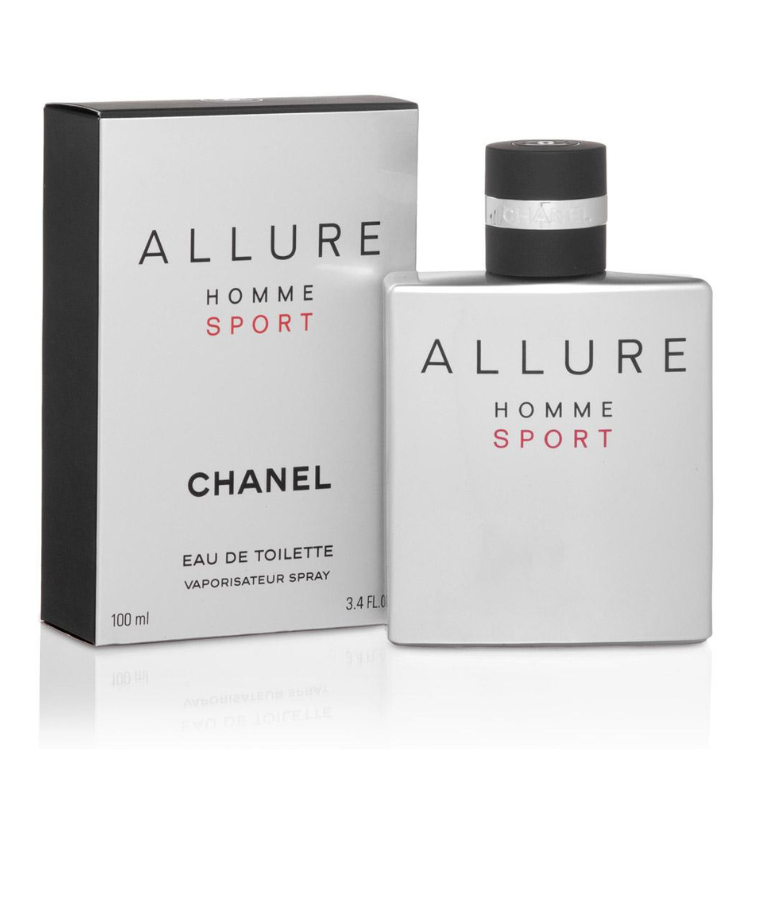 ALLURE
HOMME
SPORT
CHANEL
EAU DE TOILETTE
VAPORISATEUR SPRAY
100 ml
3.4 FL.O
CHANEL
ALLURE
HOMME
SPORT